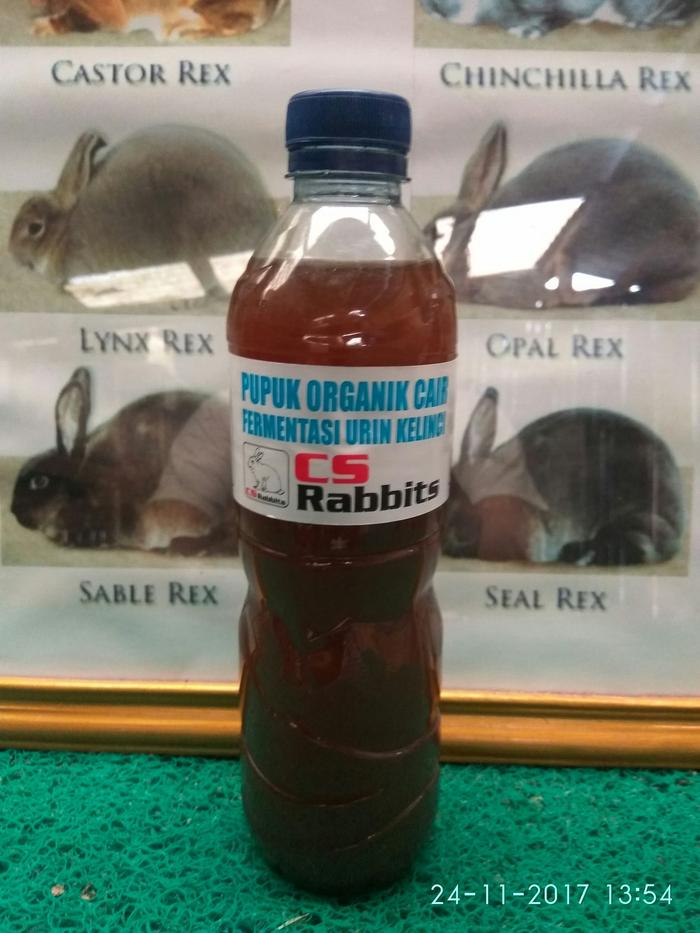 CASTOR REX
CHINCHILLA REX
LYNX REX
OPAL REX
PUPUK ORGANIK CAIR
FERMENTASI URIN KELINCI
CS
Rabbits
CS Rabbits
SABLE REX
SEAL REX
24-11-2017 13:54